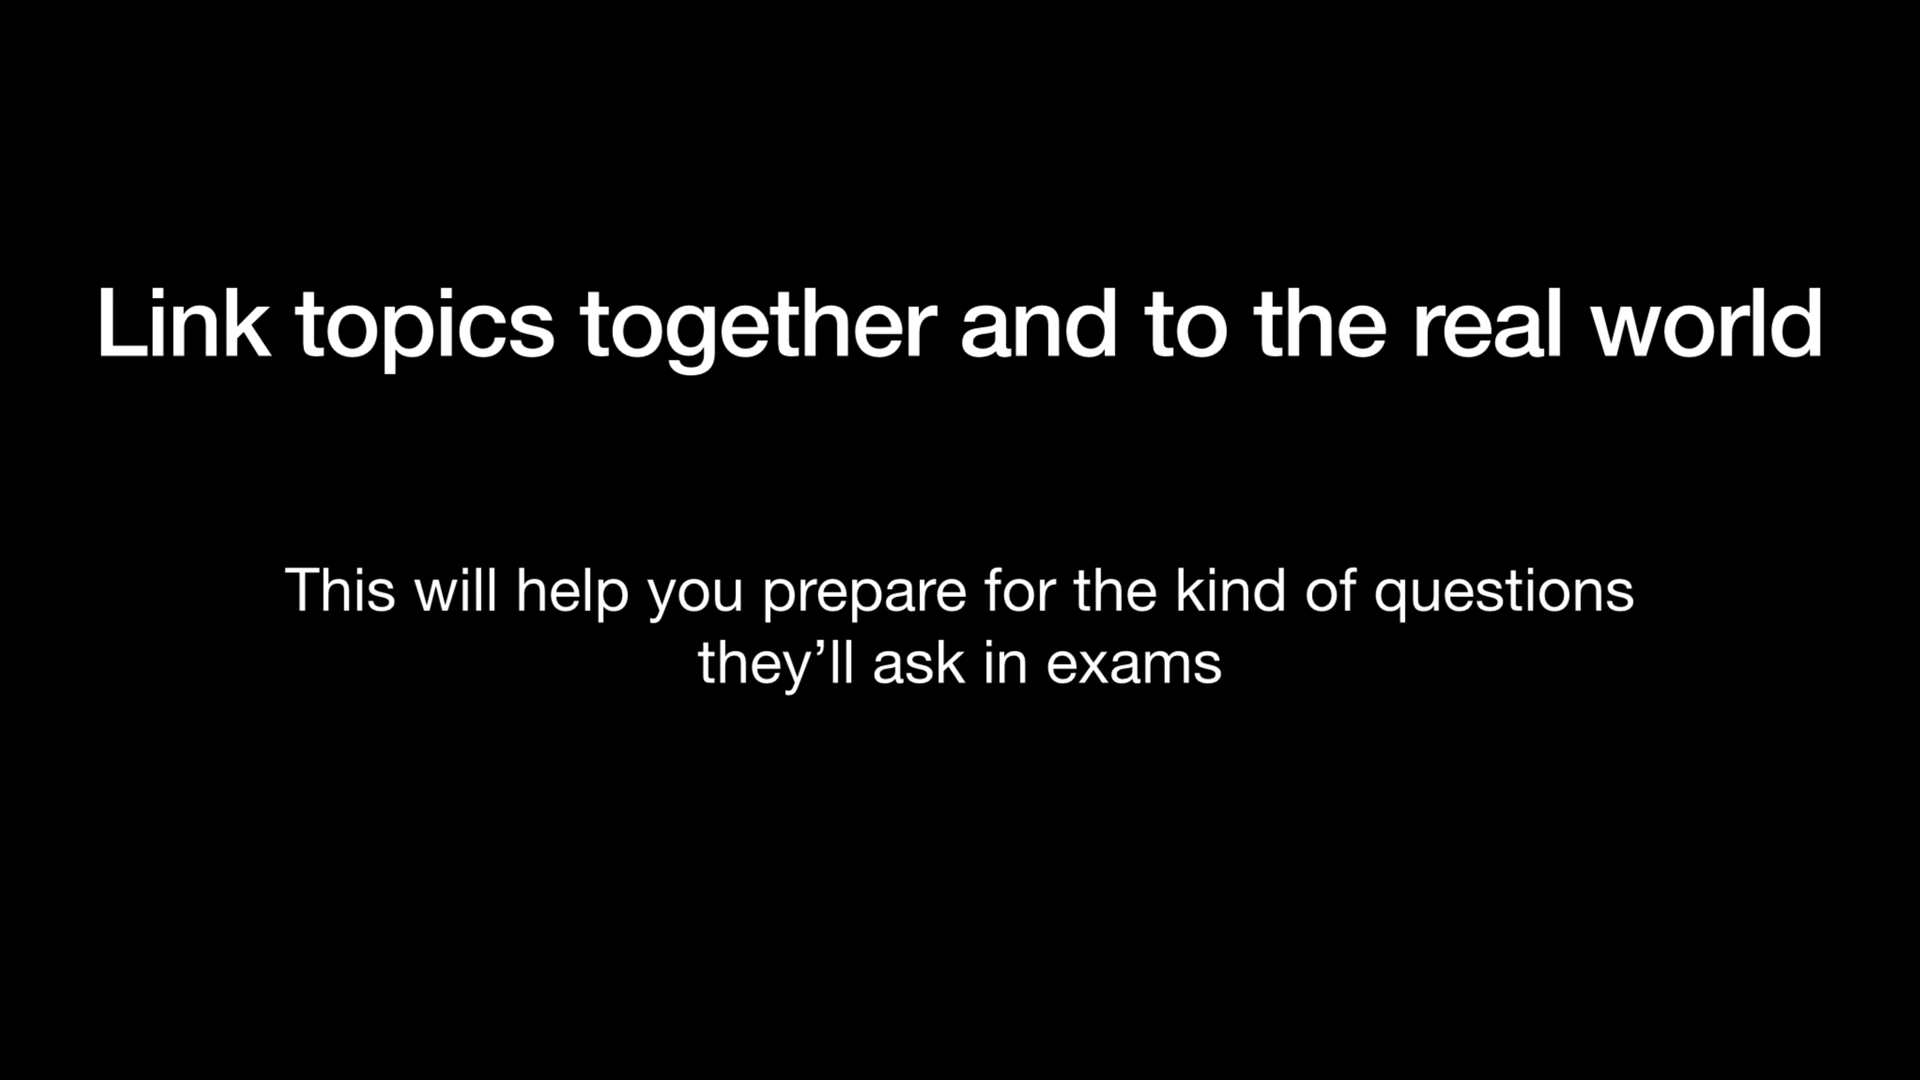 Link topics together and to the real world
This will help you prepare for the kind of questions
they’ll ask in exams